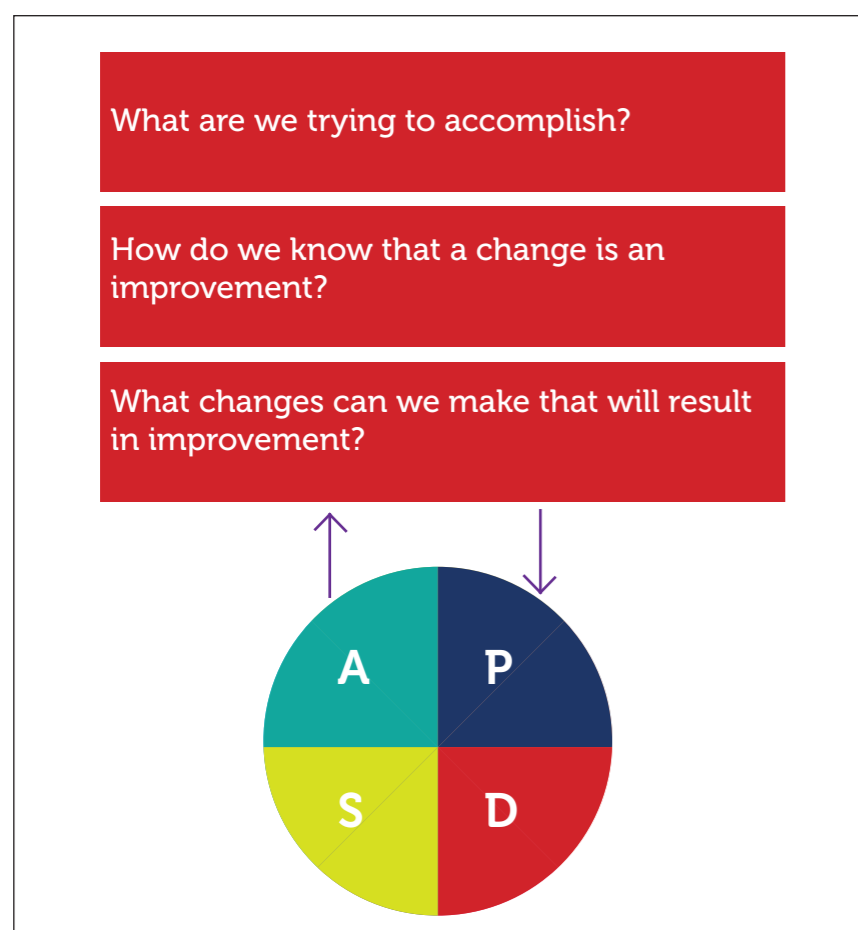 What are we trying to accomplish?
How do we know that a change is an
improvement?
What changes can we make that will result
in improvement?
A P
S D